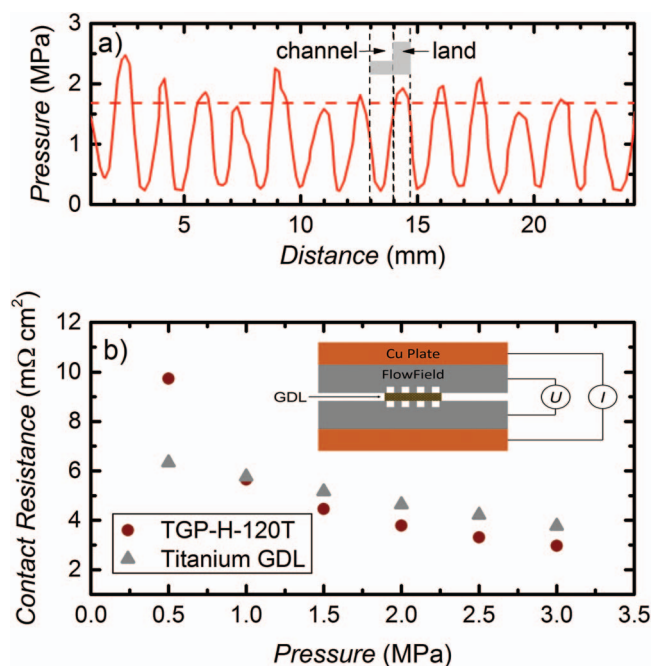 a)
channel
land
Pressure (MPa)
3
2
1
0
5
10
15
20
Distance (mm)
b)
Contact Resistance (mΩ cm²)
12
10
8
6
4
2
Cu Plate
FlowField
GDL
U
I
TGP-H-120T
Titanium GDL
0.0 0.5 1.0 1.5 2.0 2.5 3.0 3.5
Pressure (MPa)